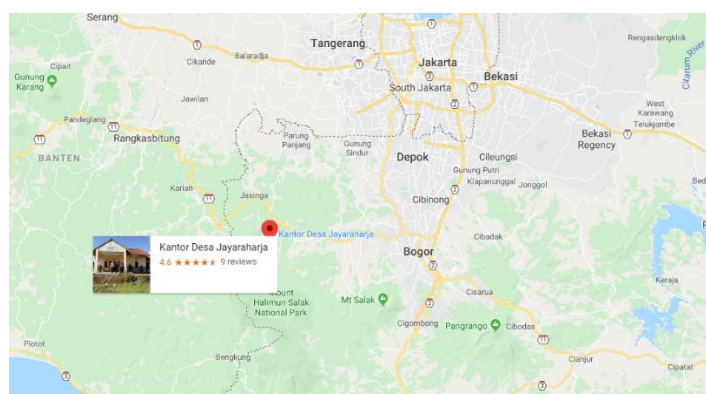 Serang
Tangerang
Rengasdengklok
Cikande
Balaradja
Jakarta
Cipait
South Jakarta
Bekasi
Citarum River
Gunung
Karang
Jawilan
West
Karawang
Telukjambe
Pandeglang
Rangkasbitung
Parung
Panjang
Gunung
Sindur
Bekasi
Regency
BANTEN
Depok
Cileungsi
Gunung Putri
Klapanunggal
Jonggol
Bed
Karian
Jasinga
Cibinong
Kantor Desa Jayaraharja
Cibadak
Kantor Desa Jayaraharja
4.6 ★★★★★ 9 reviews
Bogor
Keraja
Mount
Halimun Salak
National Park
Mt Salak
Cisarua
Cigombong
Pangrango
Cibodas
Plotot
Bengkung
Cianjur
Cipatat